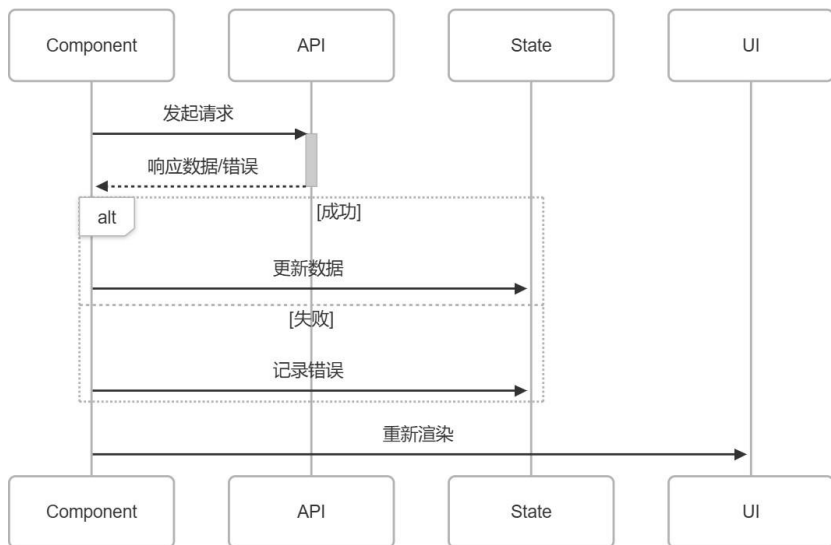 Component
API
State
UI
发起请求
响应数据/错误
alt
[成功]
更新数据
[失败]
记录错误
重新渲染
Component
API
State
UI